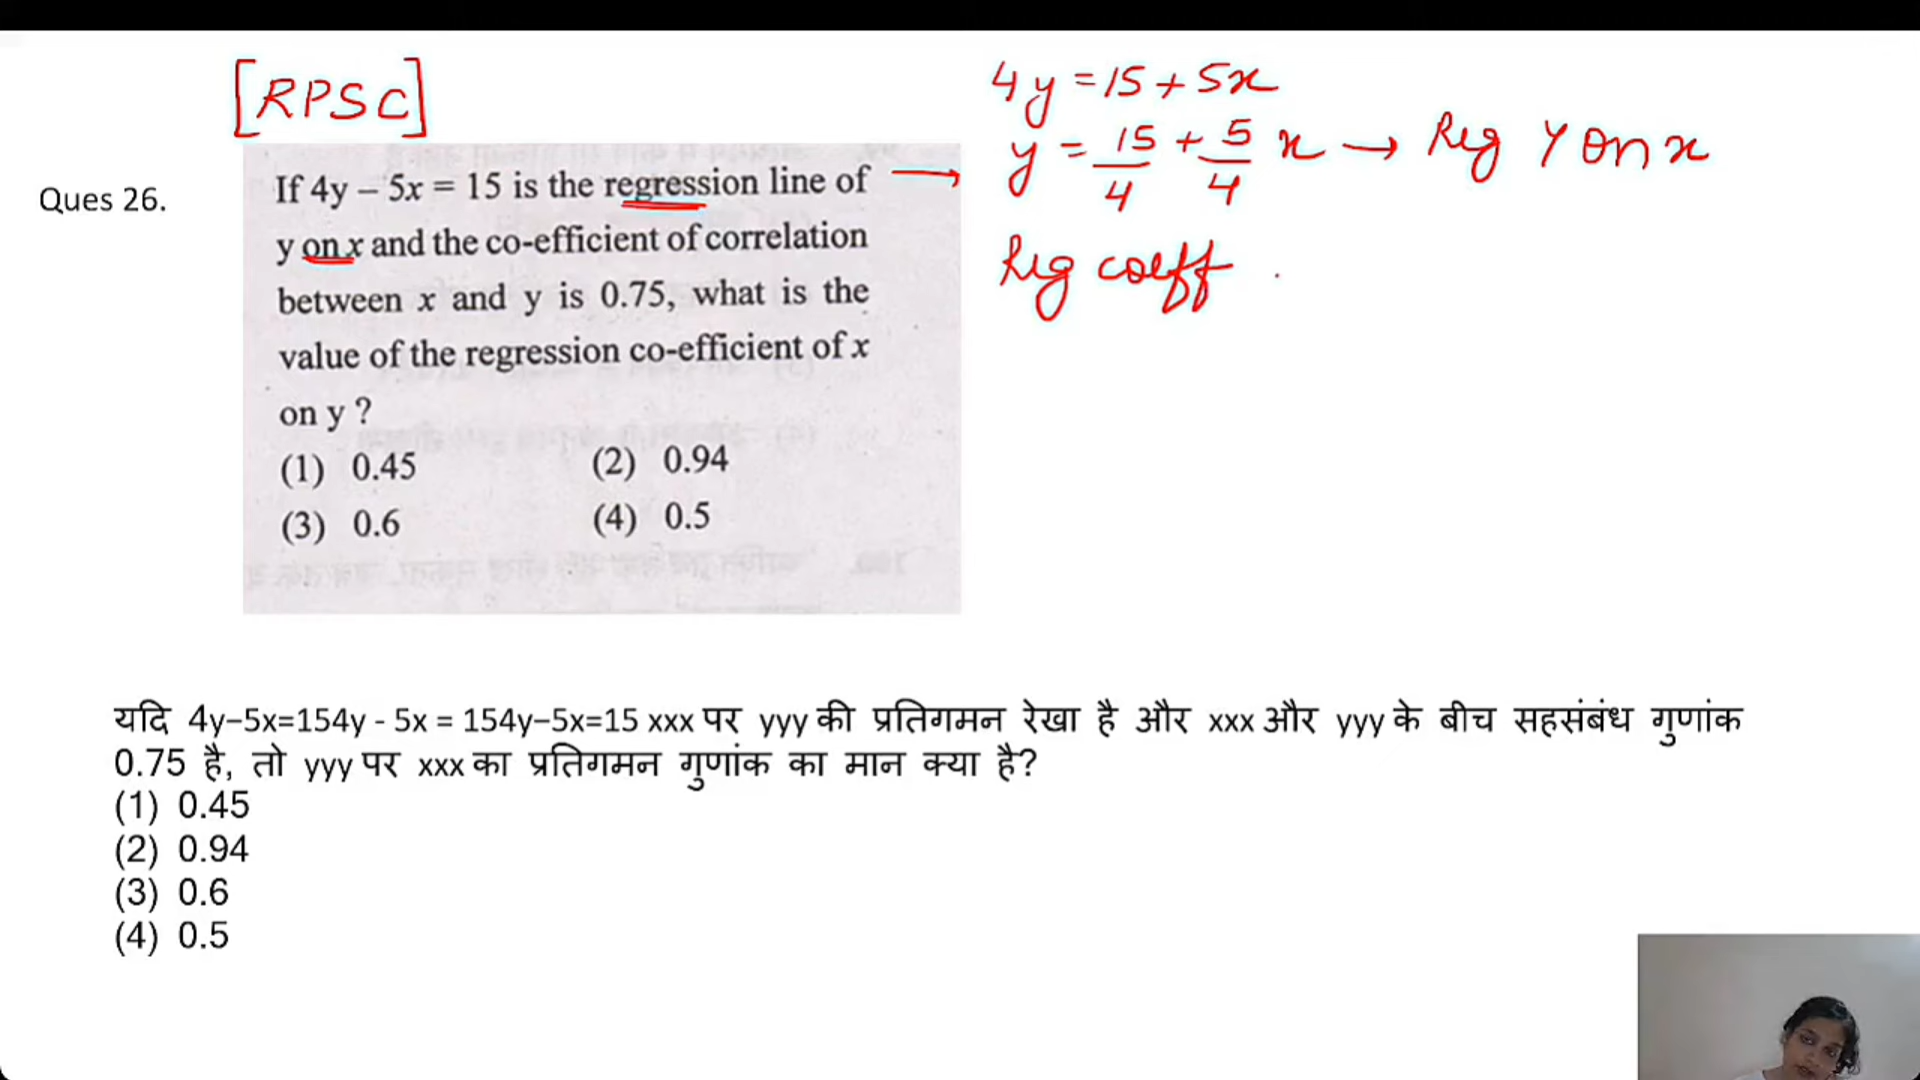 [RPSC]
Ques 26.
If 4y – 5x = 15 is the regression line of
y on x and the co-efficient of correlation
between x and y is 0.75, what is the
value of the regression co-efficient of x
on y ?
(1) 0.45 (2) 0.94
(3) 0.6 (4) 0.5
4y = 15 + 5x
y = 15/4 + 5/4 x → Reg Y on x
Reg coeff
यदि 4y−5x=154y - 5x = 154y−5x=15 xxx पर yyy की प्रतिगमन रेखा है और xxx और yyy के बीच सहसंबंध गुणांक
0.75 है, तो yyy पर xxx का प्रतिगमन गुणांक का मान क्या है?
(1) 0.45
(2) 0.94
(3) 0.6
(4) 0.5